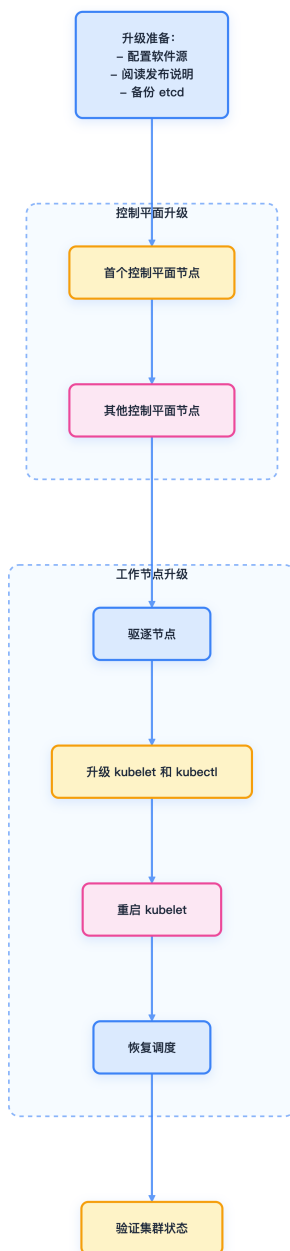 升级准备：
– 配置软件源
– 阅读发布说明
– 备份 etcd
控制平面升级
首个控制平面节点
其他控制平面节点
工作节点升级
驱逐节点
升级 kubelet 和 kubectl
重启 kubelet
恢复调度
验证集群状态